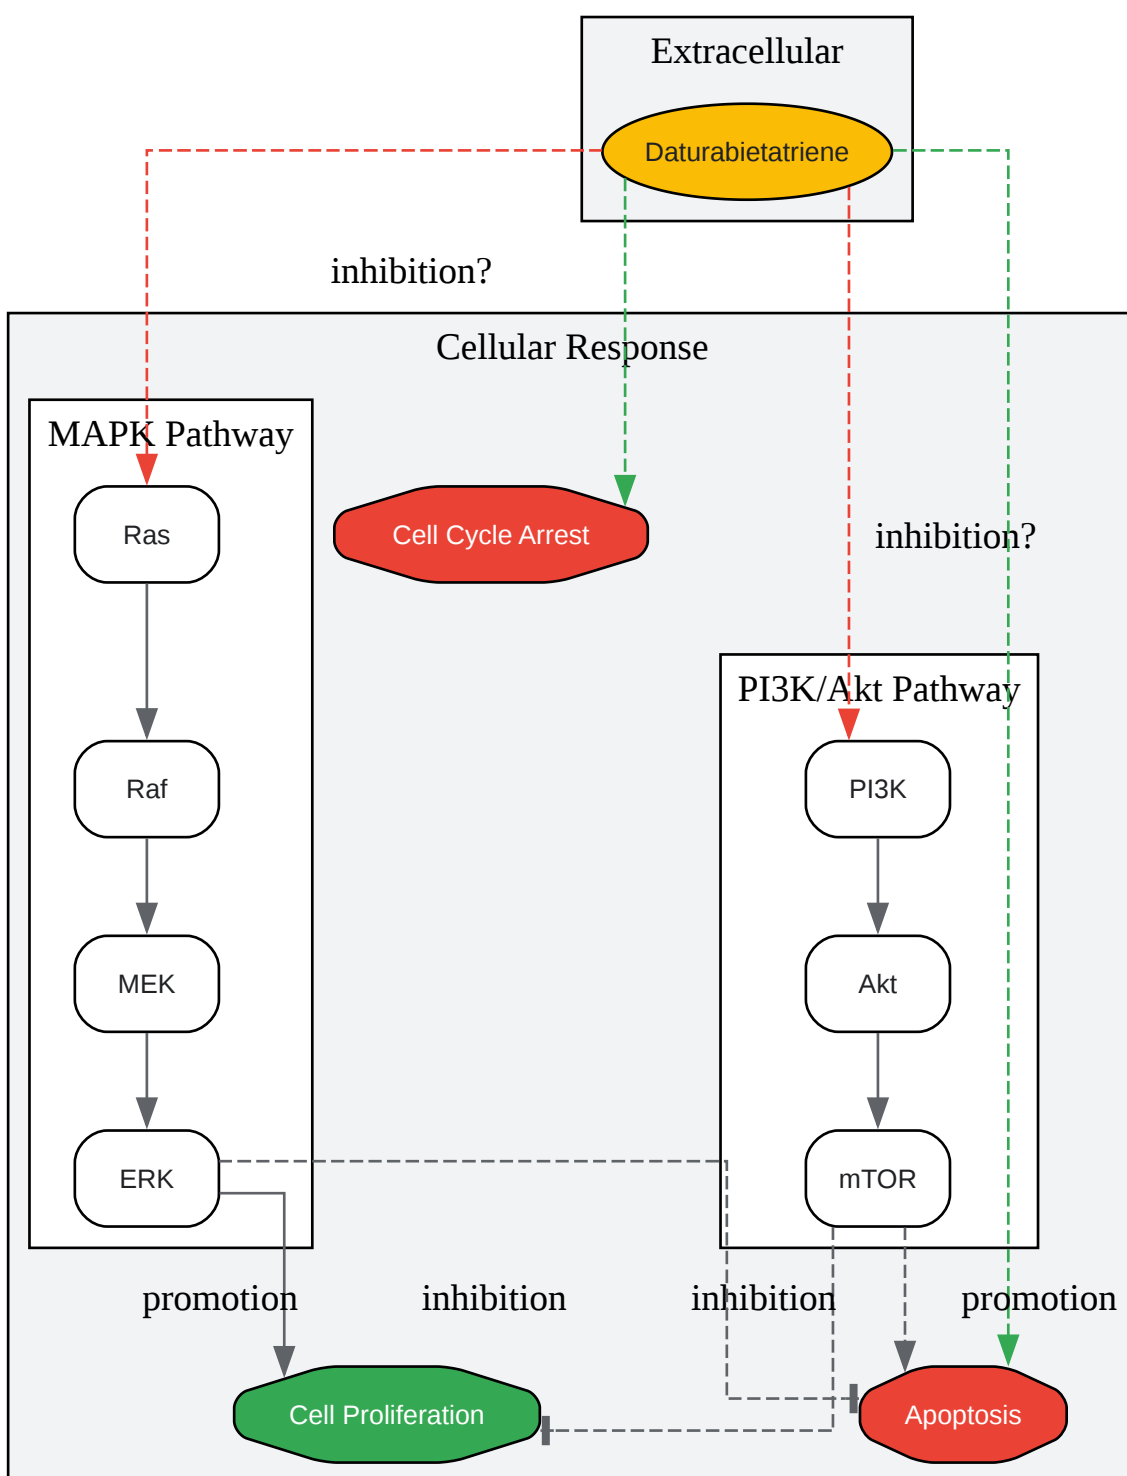 Extracellular
Daturabietatriene
inhibition?
Cellular Response
MAPK Pathway
Ras
Cell Cycle Arrest
inhibition?
PI3K/Akt Pathway
Raf
PI3K
MEK
Akt
ERK
mTOR
promotion
inhibition
inhibition
promotion
Cell Proliferation
Apoptosis